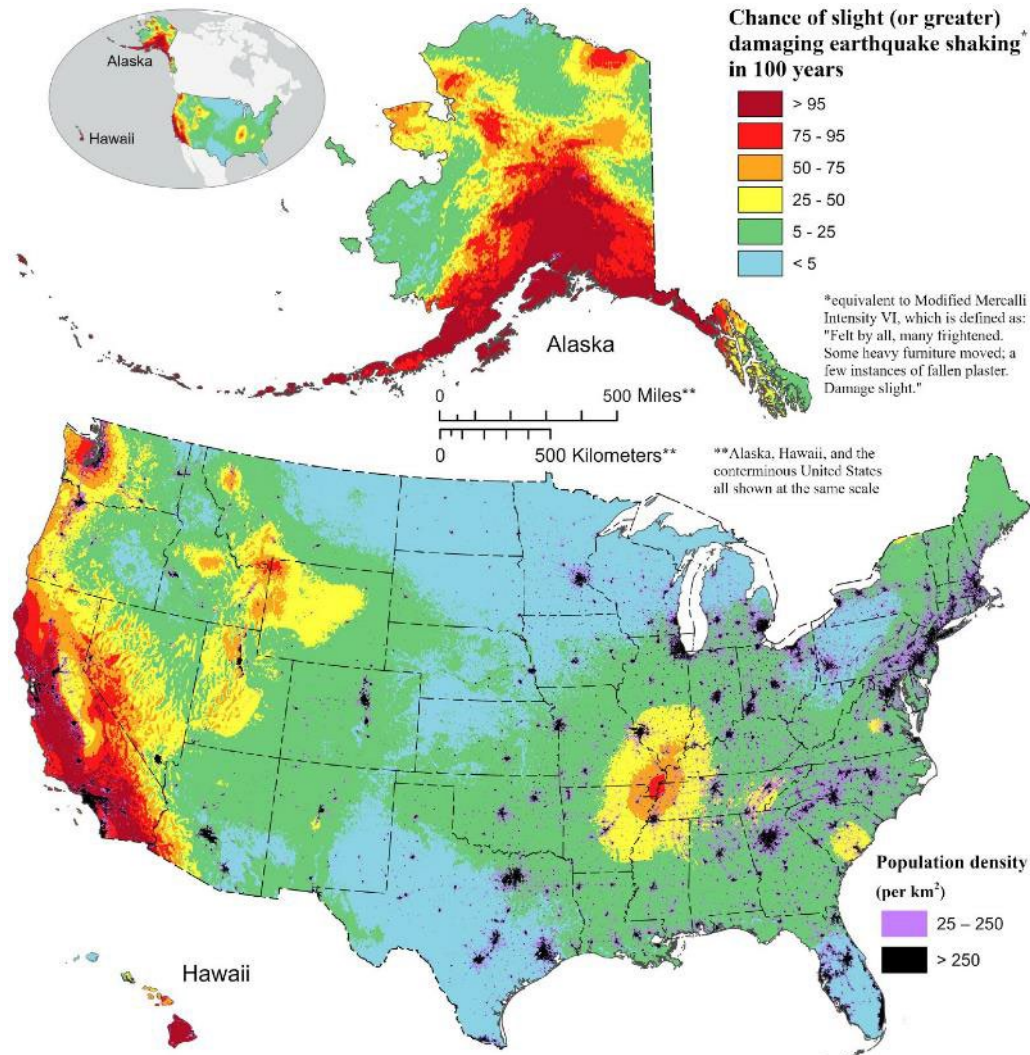 Alaska
Hawaii
Chance of slight (or greater)
damaging earthquake shaking*
in 100 years
> 95
75 - 95
50 - 75
25 - 50
5 - 25
< 5
*equivalent to Modified Mercalli
Intensity VI, which is defined as:
"Felt by all, many frightened.
Some heavy furniture moved; a
few instances of fallen plaster.
Damage slight."
Alaska
0 500 Miles**
0 500 Kilometers**
**Alaska, Hawaii, and the
conterminous United States
all shown at the same scale
Hawaii
Population density
(per km²)
25 – 250
> 250